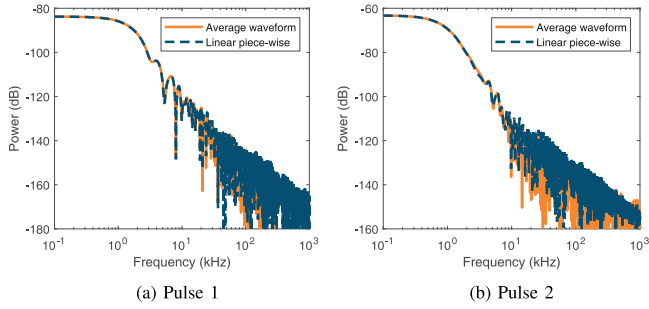 -80
-100
-120
-140
-160
-180
Power (dB)
Average waveform
Linear piece-wise
10^-1 10^0 10^1 10^2 10^3
Frequency (kHz)
(a) Pulse 1
-60
-80
-100
-120
-140
-160
-180
Power (dB)
Average waveform
Linear piece-wise
10^-1 10^0 10^1 10^2 10^3
Frequency (kHz)
(b) Pulse 2